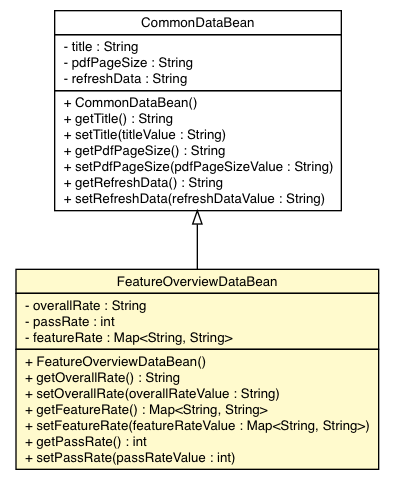 CommonDataBean
- title : String
- pdfPageSize : String
- refreshData : String
+ CommonDataBean()
+ getTitle() : String
+ setTitle(titleValue : String)
+ getPdfPageSize() : String
+ setPdfPageSize(pdfPageSizeValue : String)
+ getRefreshData() : String
+ setRefreshData(refreshDataValue : String)
FeatureOverviewDataBean
- overallRate : String
- passRate : int
- featureRate : Map<String, String>
+ FeatureOverviewDataBean()
+ getOverallRate() : String
+ setOverallRate(overallRateValue : String)
+ getFeatureRate() : Map<String, String>
+ setFeatureRate(featureRateValue : Map<String, String>)
+ getPassRate() : int
+ setPassRate(passRateValue : int)